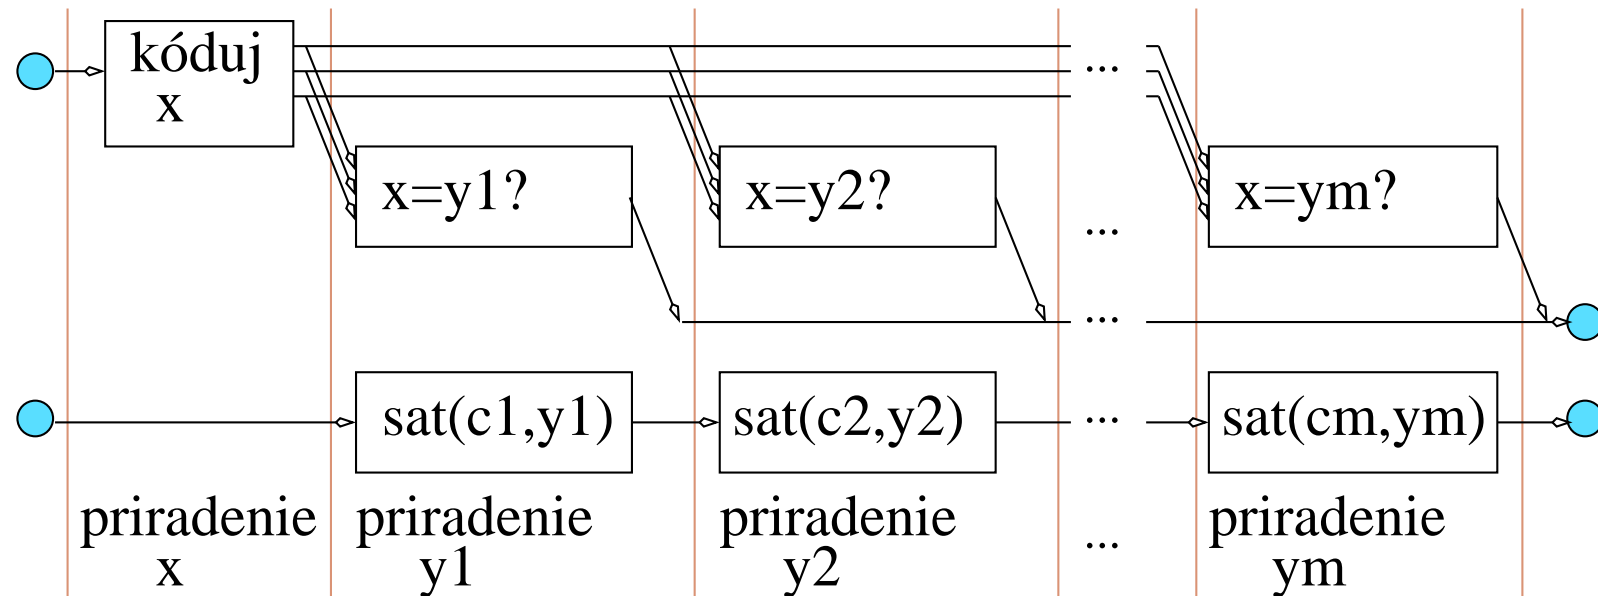 kóduj
x
...
x=y1?
x=y2?
...
x=ym?
...
sat(c1,y1)
sat(c2,y2)
...
sat(cm,ym)
priradenie
x
priradenie
y1
priradenie
y2
...
priradenie
ym